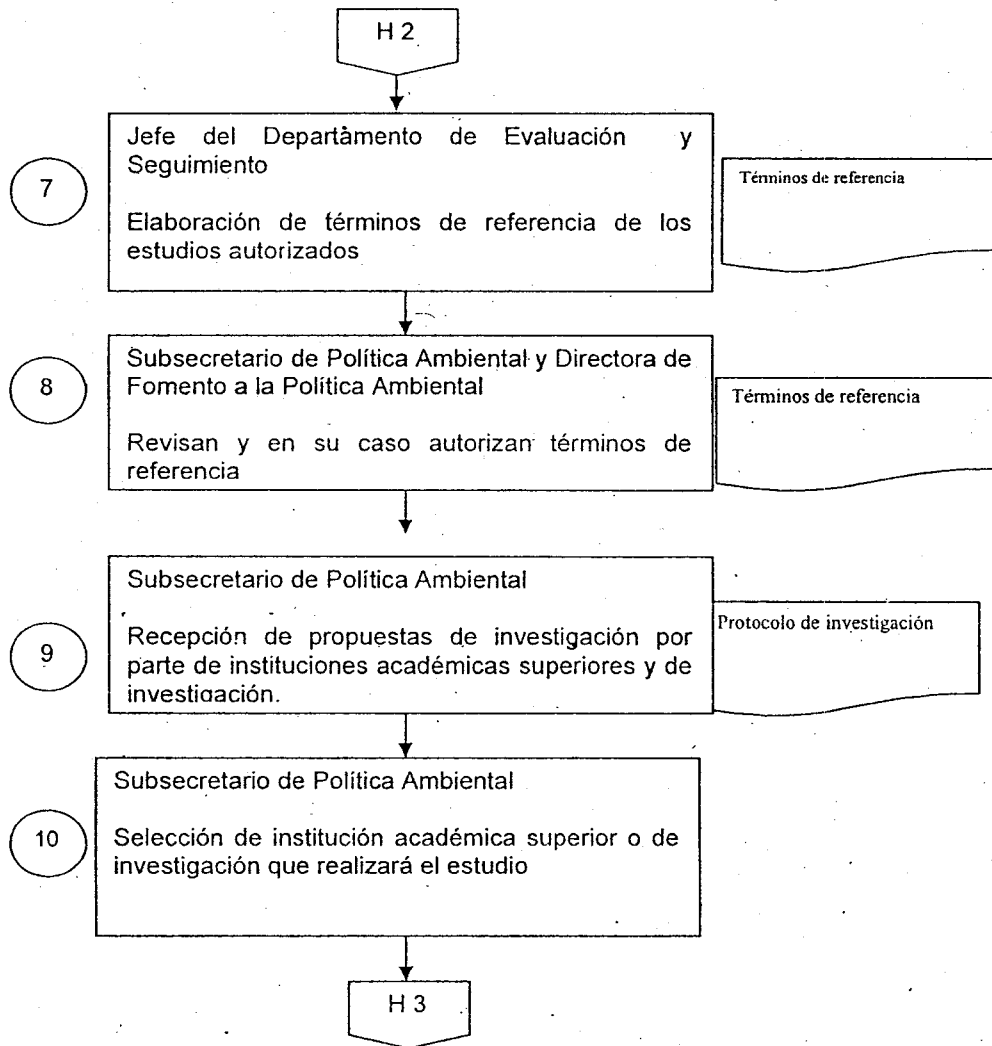 H 2
Jefe del Departamento de Evaluación y
Seguimiento
7
Términos de referencia
Elaboración de términos de referencia de los
estudios autorizados
Subsecretario de Política Ambiental y Directora de
Fomento a la Política Ambiental
8
Términos de referencia
Revisan y en su caso autorizan términos de
referencia
Subsecretario de Política Ambiental
Protocolo de investigación
Recepción de propuestas de investigación por
parte de instituciones académicas superiores y de
investigación.
9
Subsecretario de Política Ambiental
10
Selección de institución académica superior o de
investigación que realizará el estudio
H 3